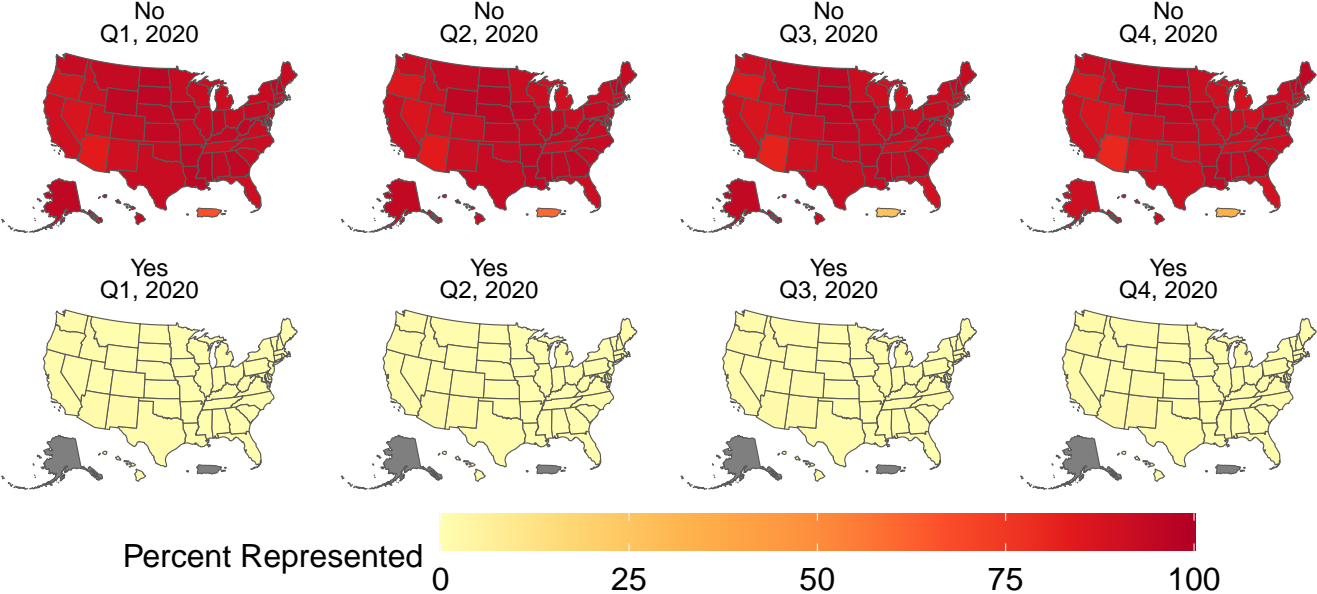 No
Q1, 2020
No
Q2, 2020
No
Q3, 2020
No
Q4, 2020
Yes
Q1, 2020
Yes
Q2, 2020
Yes
Q3, 2020
Yes
Q4, 2020
Percent Represented
0 25 50 75 100